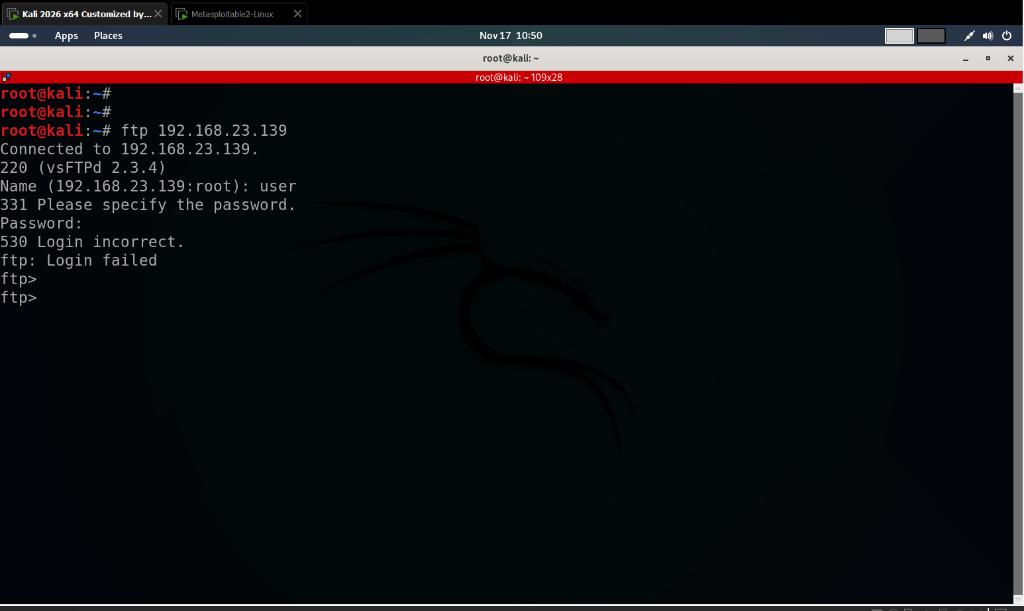 Kali 2026 x64 Customized by...
Metasploitable2-Linux
Apps Places Nov 17 10:50
root@kali: ~
root@kali: ~ 109x28
root@kali:~#
root@kali:~#
root@kali:~# ftp 192.168.23.139
Connected to 192.168.23.139.
220 (vsFTPd 2.3.4)
Name (192.168.23.139:root): user
331 Please specify the password.
Password:
530 Login incorrect.
ftp: Login failed
ftp>
ftp>